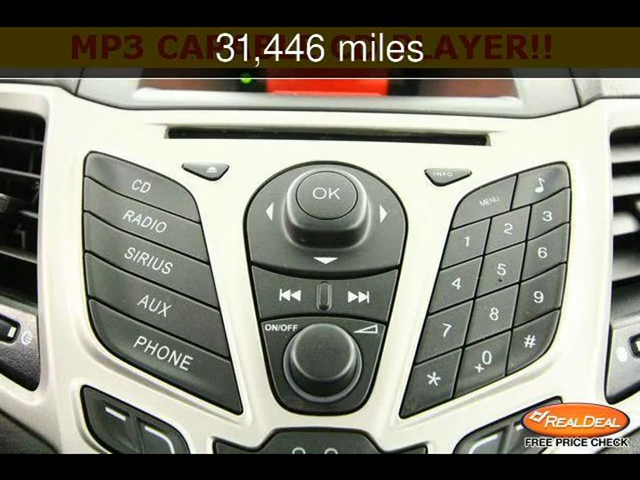 MP3 PLAYER!!
31,446 miles
CD
RADIO
SIRIUS
AUX
PHONE
OK
INFO
ON/OFF
MENU
1 2 3
4 5 6
7 8 9
* +0 #
REALDEAL
FREE PRICE CHECK